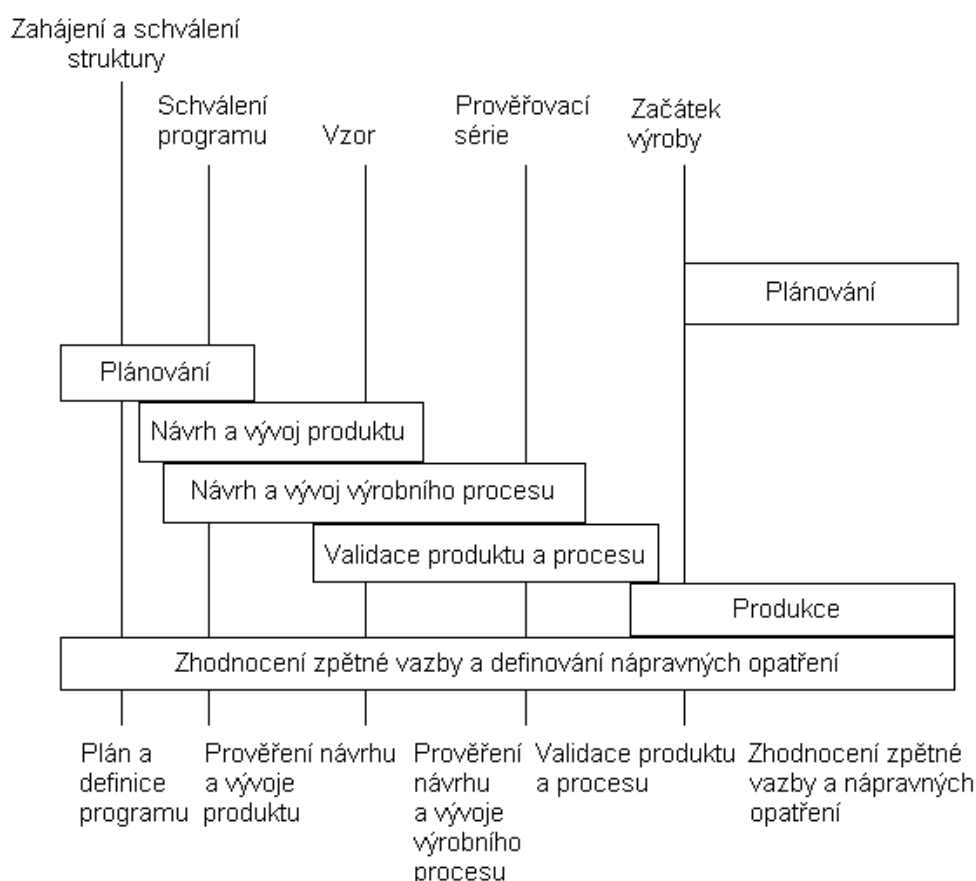 Zahájení a schválení
struktury
Schválení
programu
Vzor
Prověřovací
série
Začátek
výroby
Plánování
Plánování
Návrh a vývoj produktu
Návrh a vývoj výrobního procesu
Validace produktu a procesu
Produkce
Zhodnocení zpětné vazby a definování nápravných opatření
Plán a
definice
programu
Prověření návrhu
a vývoje
produktu
Prověření
návrhu
a vývoje
výrobního
procesu
Validace produktu
a procesu
Zhodnocení zpětné
vazby a nápravných
opatření